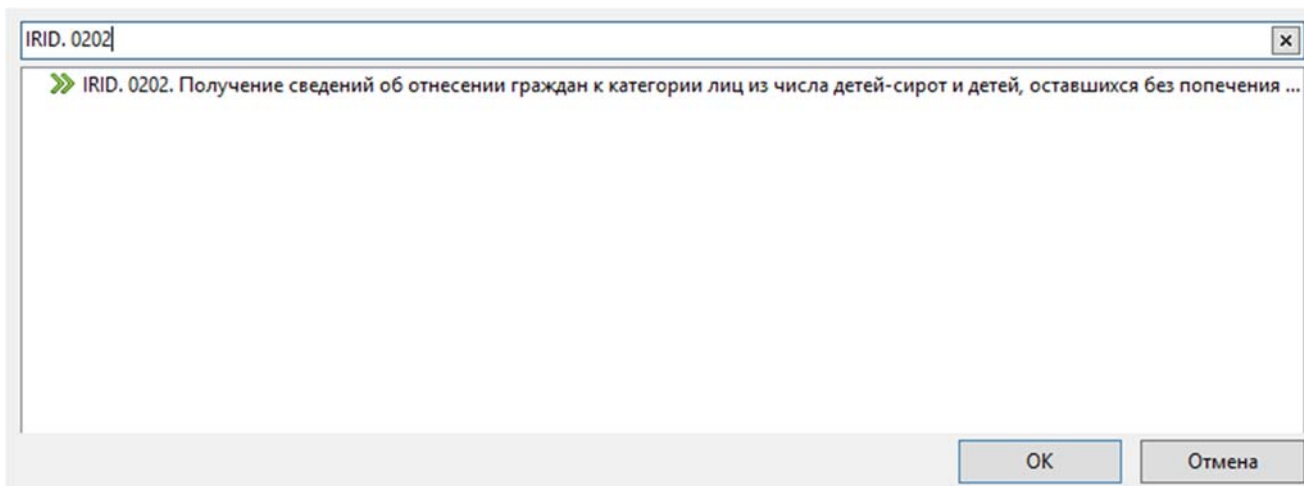 IRID. 0202
IRID. 0202. Получение сведений об отнесении граждан к категории лиц из числа детей-сирот и детей, оставшихся без попечения ...
OK
Отмена